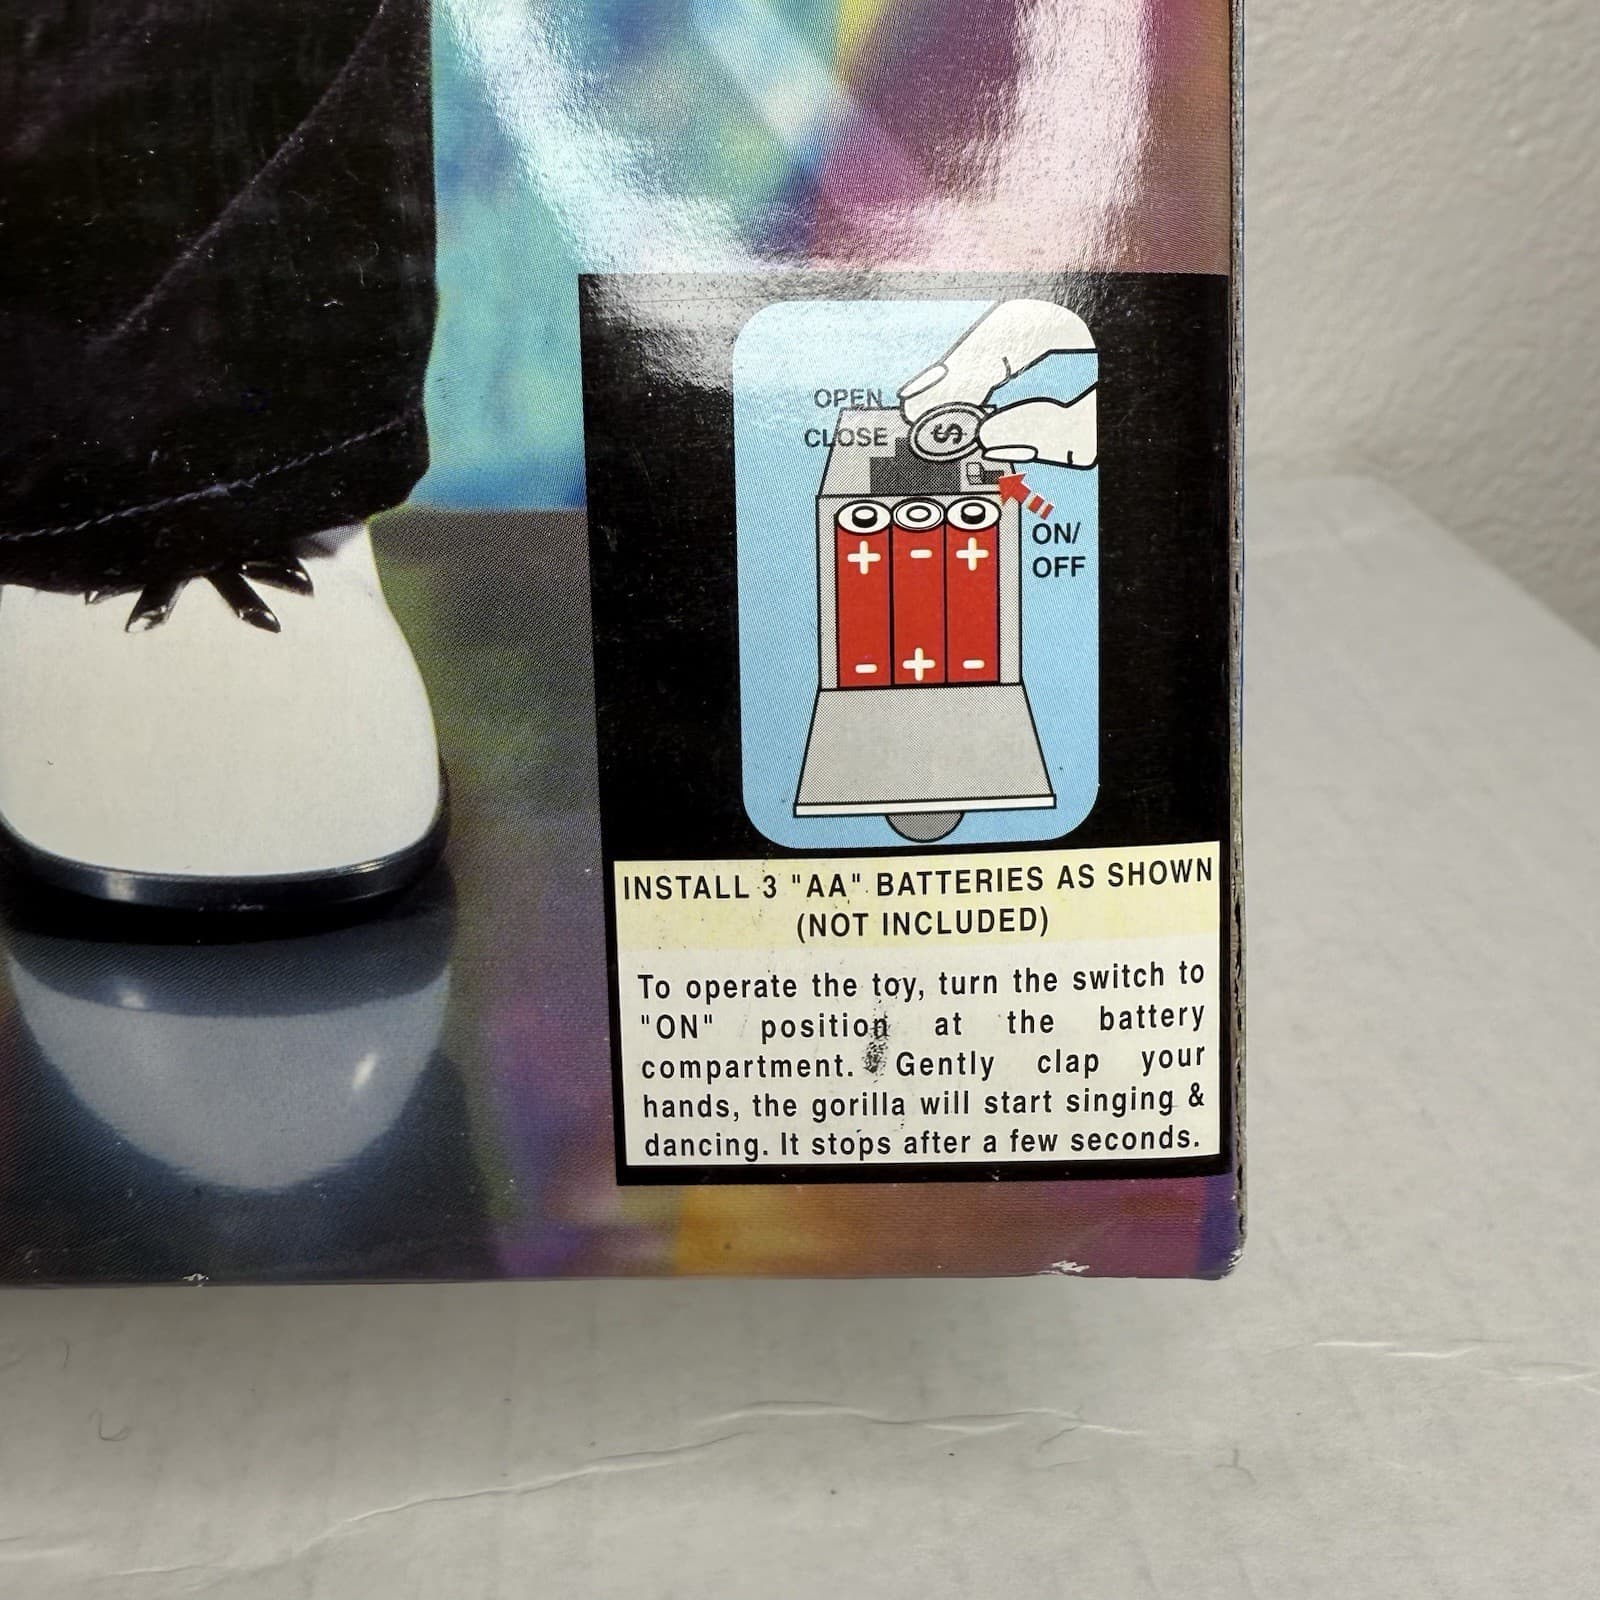 OPEN
CLOSE
$
ON/
OFF
+ - +
- + -
INSTALL 3 "AA" BATTERIES AS SHOWN
(NOT INCLUDED)
To operate the toy, turn the switch to
"ON" position at the battery
compartment. Gently clap your
hands, the gorilla will start singing &
dancing. It stops after a few seconds.